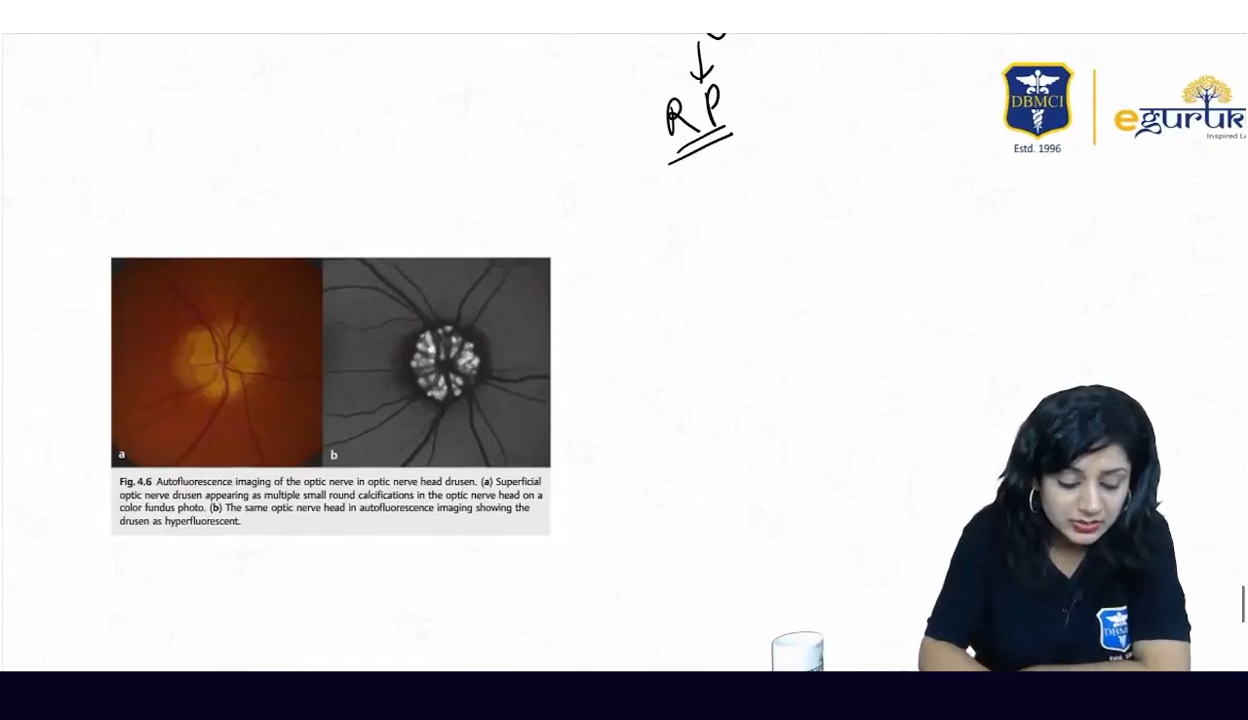 RP
DBMCI
Estd. 1996
eguruk
Inspired L
a
b
Fig. 4.6 Autofluorescence imaging of the optic nerve in optic nerve head drusen. (a) Superficial
optic nerve drusen appearing as multiple small round calcifications in the optic nerve head on a
color fundus photo. (b) The same optic nerve head in autofluorescence imaging showing the
drusen as hyperfluorescent.